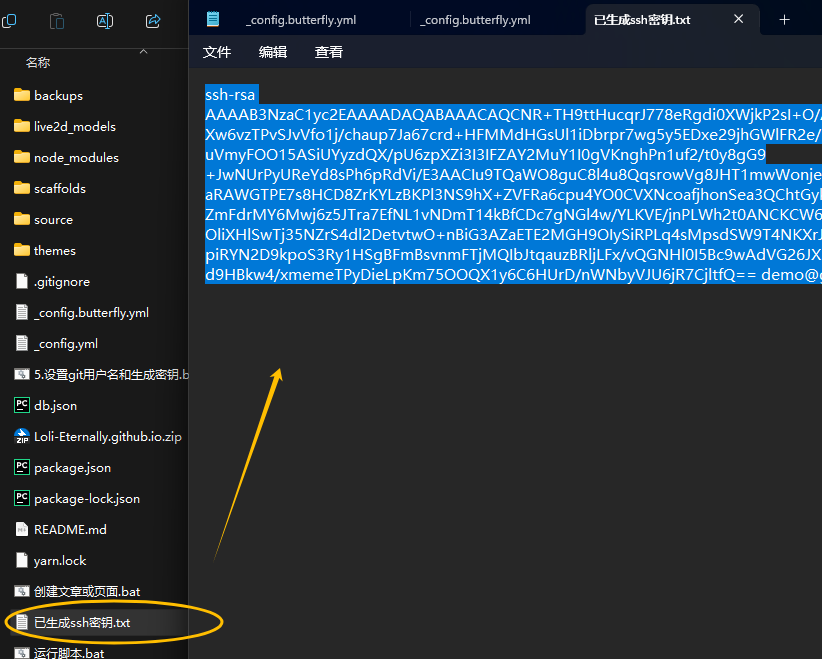 _config.butterfly.yml
_config.butterfly.yml
已生成ssh密钥.txt
文件 编辑 查看
名称
backups
live2d_models
node_modules
scaffolds
source
themes
.gitignore
_config.butterfly.yml
_config.yml
5.设置git用户名和生成密钥.b
db.json
Loli-Eternally.github.io.zip
package.json
package-lock.json
README.md
yarn.lock
创建文章或页面.bat
已生成ssh密钥.txt
运行脚本.bat
ssh-rsa
AAAAB3NzaC1yc2EAAAADAQABAAACAQCNR+TH9ttHucqrJ778eRgdi0XWjkP2sI+O/
Xw6vzTPvSJvVfo1j/chaup7Ja67crd+HFMMdHGsUl1iDbrpr7wg5y5EDxe29jhGWlFR2e/
uVmyFOO15ASiUYyzdQX/pU6zpXZi3I3IFZAY2MuY1I0gVKnghPn1uf2/t0y8gG9
+JwNUrPyUReYd8sPh6pRdVi/E3AACIu9TQaWO8guC8l4u8QqsrowVg8JHT1mwWonje
aRAWGTPE7s8HCD8ZrKYLzBKPl3NS9hX+ZVFRa6cpu4YO0CVXNcoafjhonSea3QChtGyl
ZmFdrMY6Mwj6z5JTra7EfNL1vNDmT14kBfCDc7gNGl4w/YLKVE/jnPLWh2t0ANCKCW6
OliXHlSwTj35NZrS4dl2DetvtwO+nBiG3AZaETE2MGH9OIySiRPLq4sMpsdSW9T4NKXrJ
piRYN2D9kpoS3Ry1HSgBFmBsvnmFTjMQIbJtqauzBRljLFx/vQGNHl0I5Bc9wAdVG26JX
d9HBkw4/xmemeTPyDieLpKm75OOQX1y6C6HUrD/nWNbyVJU6jR7CjltfQ== demo@